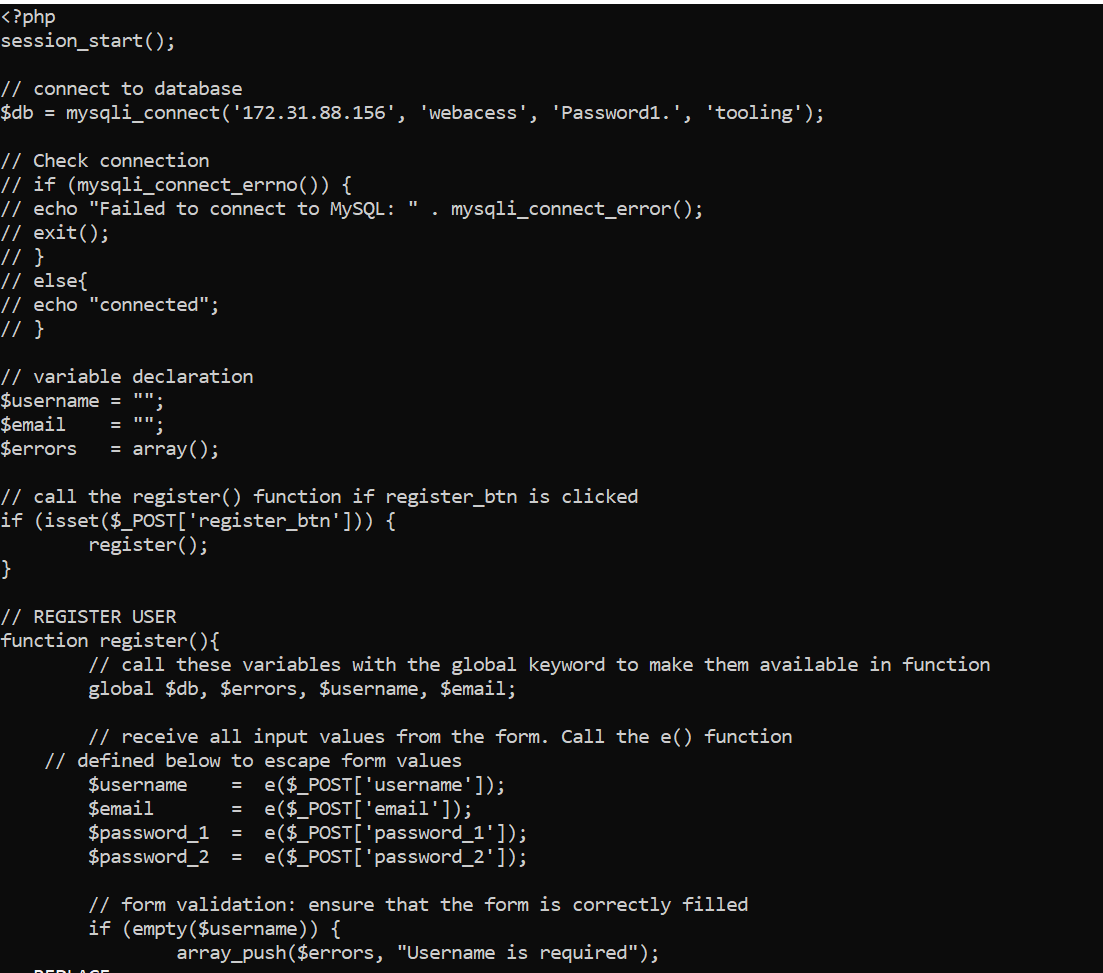 <?php
session_start();

// connect to database
$db = mysqli_connect('172.31.88.156', 'webacess', 'Password1.', 'tooling');

// Check connection
// if (mysqli_connect_errno()) {
// echo "Failed to connect to MySQL: " . mysqli_connect_error();
// exit();
// }
// else{
// echo "connected";
// }

// variable declaration
$username = "";
$email    = "";
$errors   = array();

// call the register() function if register_btn is clicked
if (isset($_POST['register_btn'])) {
        register();
}

// REGISTER USER
function register(){
        // call these variables with the global keyword to make them available in function
        global $db, $errors, $username, $email;

        // receive all input values from the form. Call the e() function
    // defined below to escape form values
        $username    =  e($_POST['username']);
        $email       =  e($_POST['email']);
        $password_1  =  e($_POST['password_1']);
        $password_2  =  e($_POST['password_2']);

        // form validation: ensure that the form is correctly filled
        if (empty($username)) {
                array_push($errors, "Username is required");
-- REPLACE --